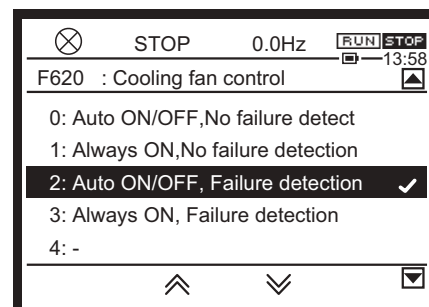 STOP 0.0Hz RUN STOP
13:58
F620 : Cooling fan control
0: Auto ON/OFF,No failure detect
1: Always ON,No failure detection
2: Auto ON/OFF, Failure detection
3: Always ON, Failure detection
4: -